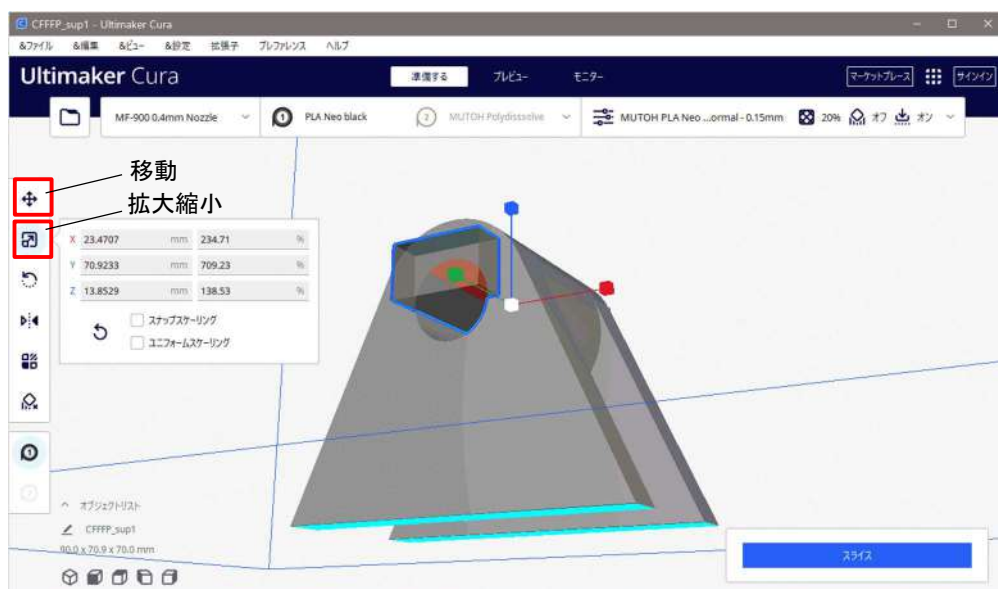 CFFFP_sup1 - Ultimaker Cura
&ファイル &編集 &ビュー &設定 拡張子 プレファレンス ヘルプ
Ultimaker Cura 準備する プレビュー モニター マーケットプレース サインイン
MF-900 0.4mm Nozzle 1 PLA Neo black 2 MUTOH Polydissolve MUTOH PLA Neo ...ormal - 0.15mm 20% オフ オン
移動
拡大縮小
X 23.4707 mm 234.71 %
Y 70.9233 mm 709.23 %
Z 13.8529 mm 138.53 %
スナップスケーリング
ユニフォームスケーリング
オブジェクトリスト
CFFFP_sup1
90.0 x 70.9 x 70.0 mm
スライス